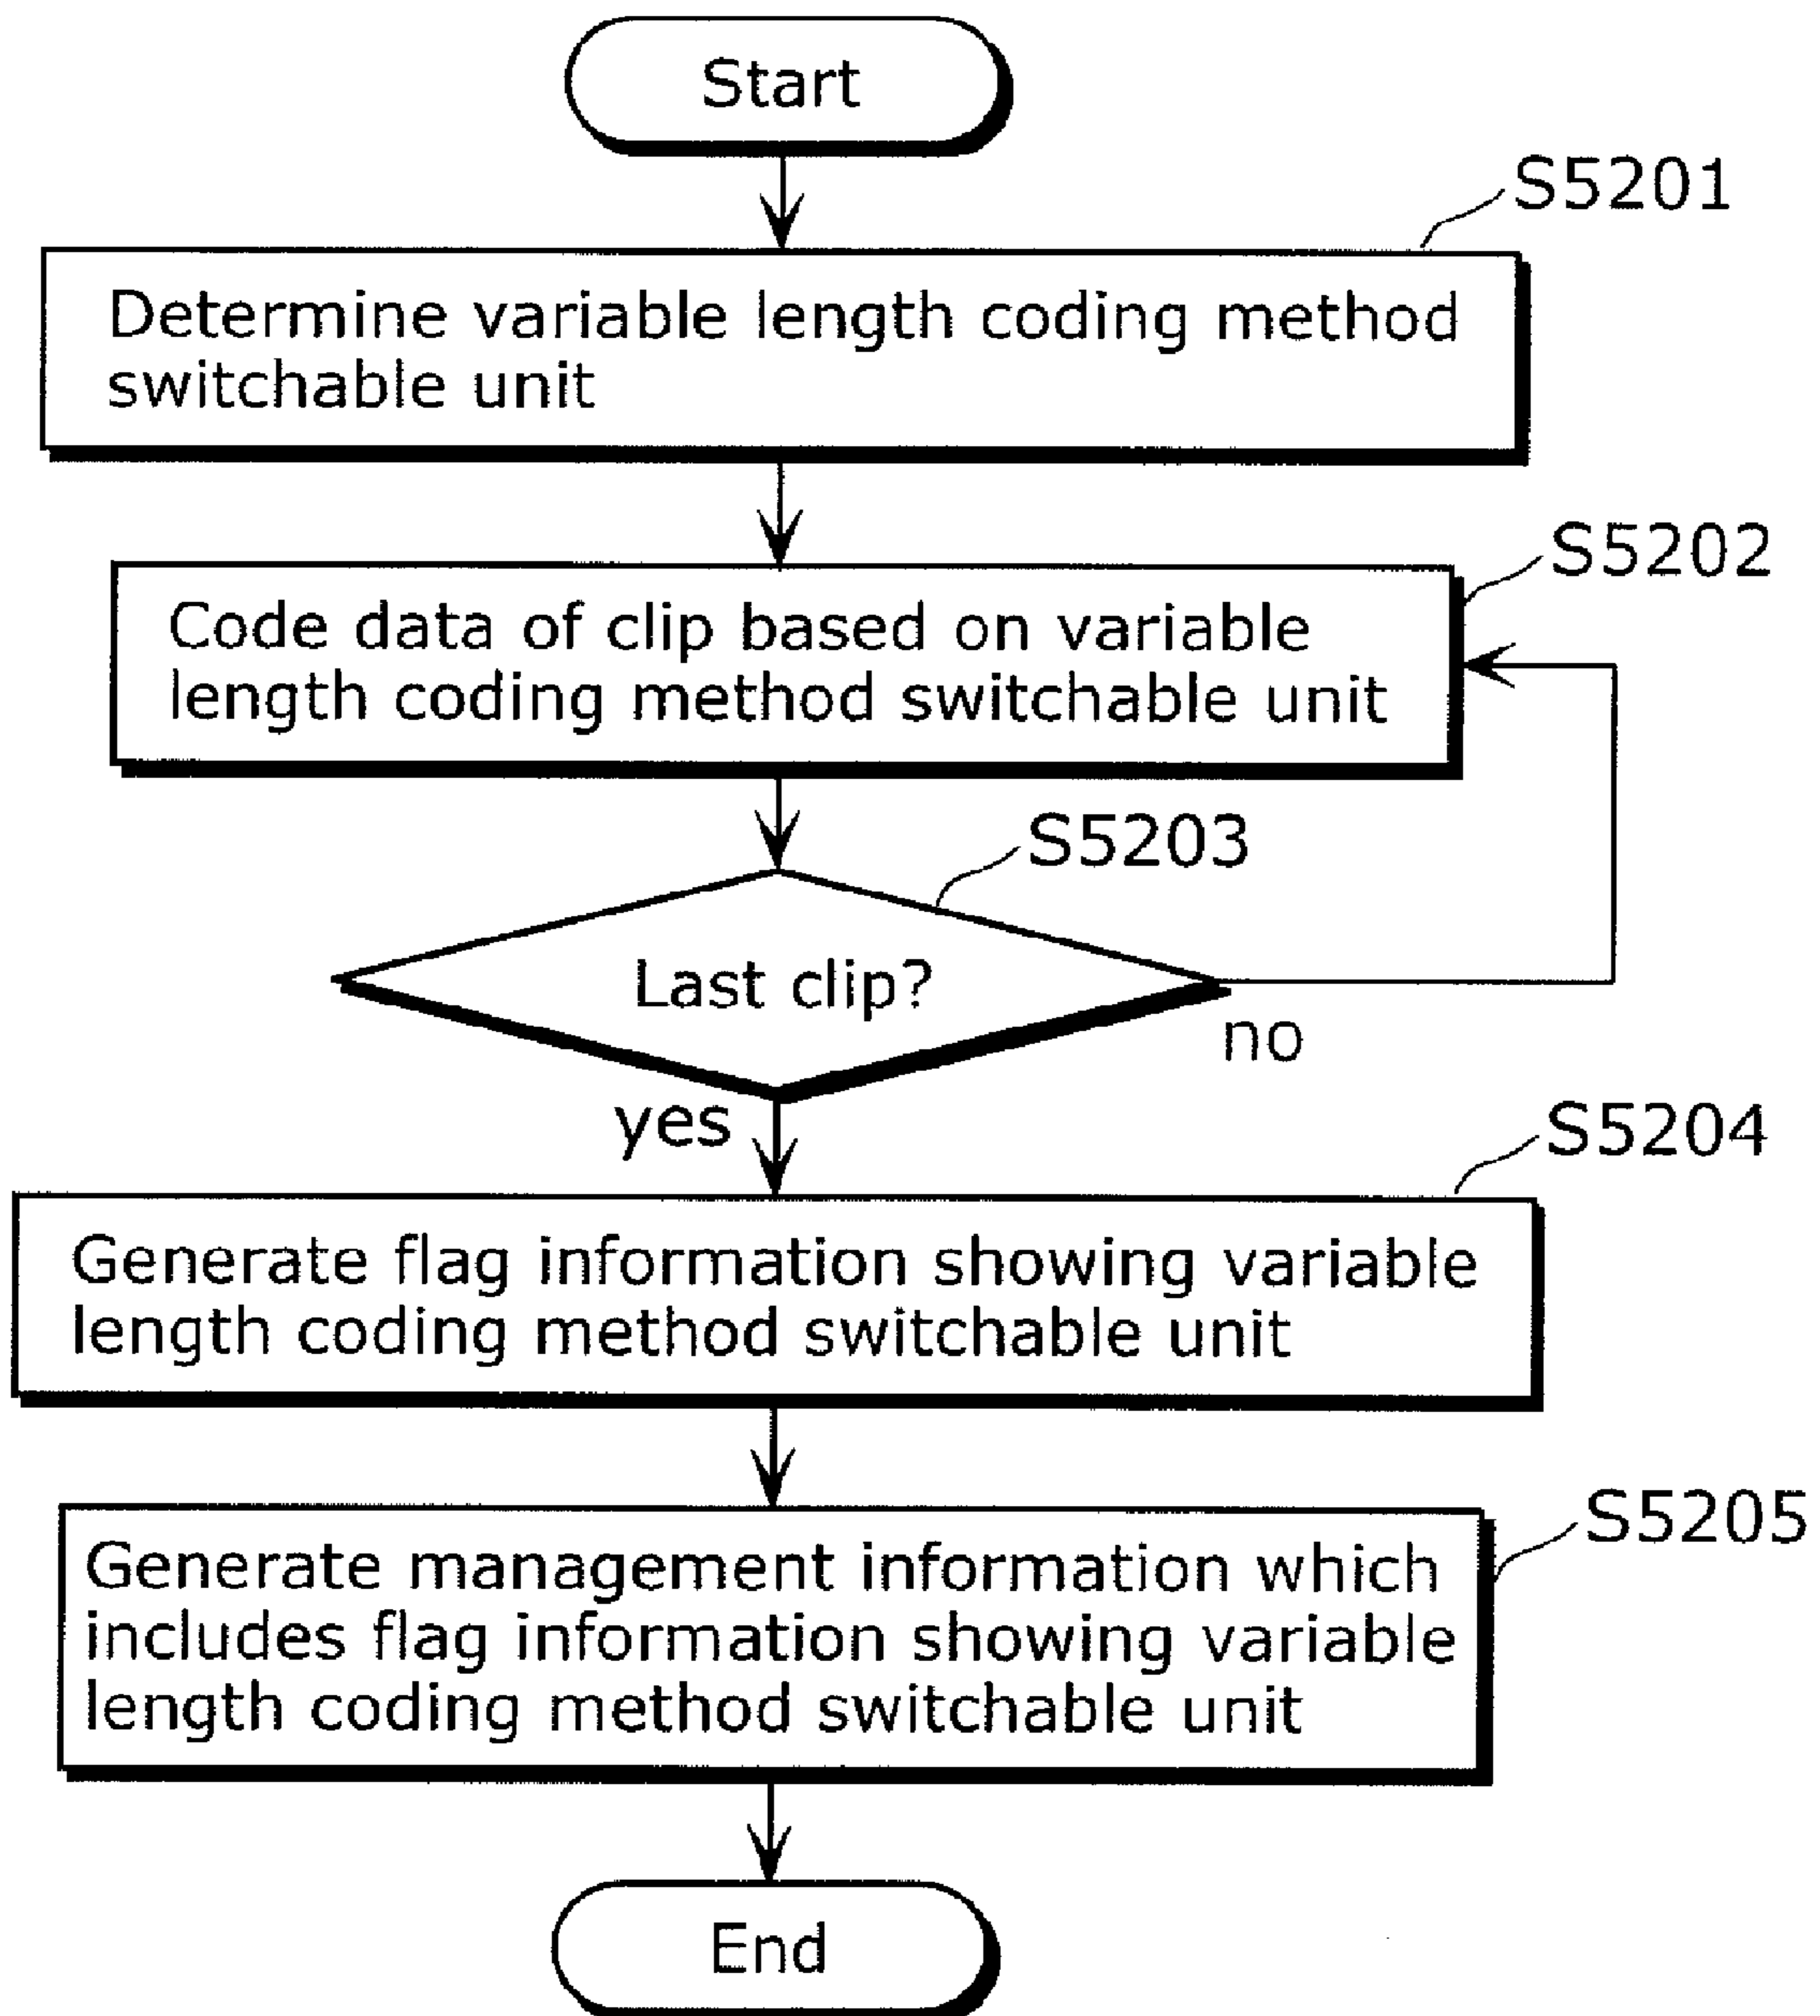 Start
S5201
Determine variable length coding method
switchable unit
S5202
Code data of clip based on variable
length coding method switchable unit
S5203
Last clip?
no
yes
S5204
Generate flag information showing variable
length coding method switchable unit
S5205
Generate management information which
includes flag information showing variable
length coding method switchable unit
End